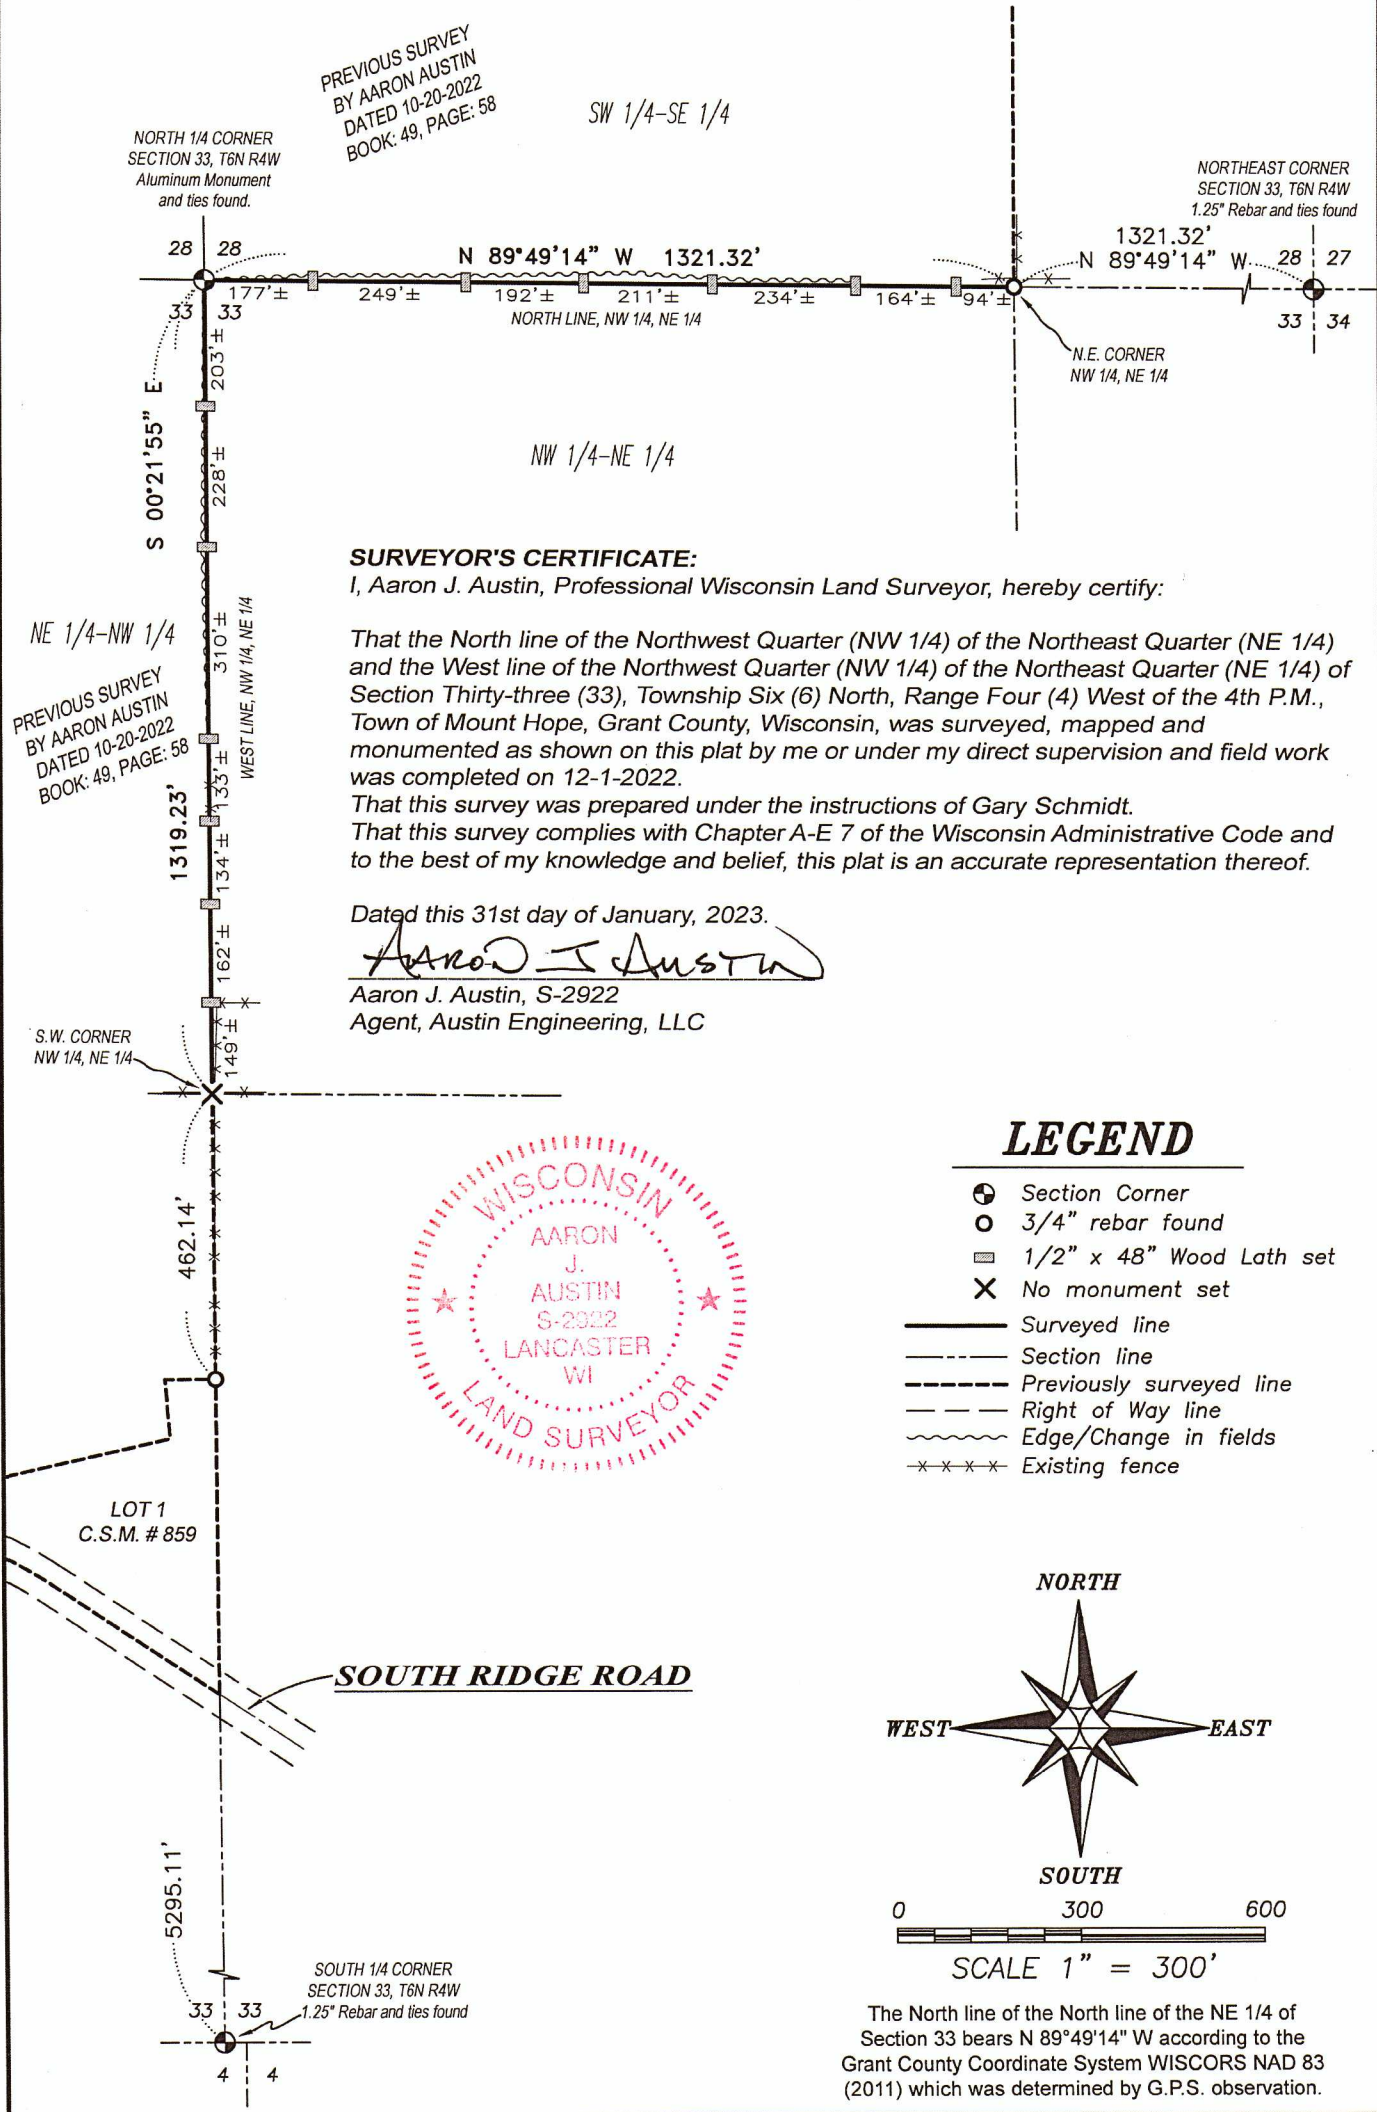 PREVIOUS SURVEY
BY AARON AUSTIN
DATED 10-20-2022
BOOK: 49, PAGE: 58
SW 1/4-SE 1/4
NORTH 1/4 CORNER
SECTION 33, T6N R4W
Aluminum Monument
and ties found.
NORTHEAST CORNER
SECTION 33, T6N R4W
1.25" Rebar and ties found
28 28
N 89°49'14" W 1321.32'
1321.32'
N 89°49'14" W
28 27
177'± 249'± 192'± 211'± 234'± 164'± 94'±
NORTH LINE, NW 1/4, NE 1/4
33 33
33 34
N.E. CORNER
NW 1/4, NE 1/4
S 00°21'55" E
1319.23'
203'±
228'±
310'±
133'±
134'±
162'±
149'±
WEST LINE, NW 1/4, NE 1/4
NW 1/4-NE 1/4
NE 1/4-NW 1/4
PREVIOUS SURVEY
BY AARON AUSTIN
DATED 10-20-2022
BOOK: 49, PAGE: 58
SURVEYOR'S CERTIFICATE:
I, Aaron J. Austin, Professional Wisconsin Land Surveyor, hereby certify:
That the North line of the Northwest Quarter (NW 1/4) of the Northeast Quarter (NE 1/4)
and the West line of the Northwest Quarter (NW 1/4) of the Northeast Quarter (NE 1/4) of
Section Thirty-three (33), Township Six (6) North, Range Four (4) West of the 4th P.M.,
Town of Mount Hope, Grant County, Wisconsin, was surveyed, mapped and
monumented as shown on this plat by me or under my direct supervision and field work
was completed on 12-1-2022.
That this survey was prepared under the instructions of Gary Schmidt.
That this survey complies with Chapter A-E 7 of the Wisconsin Administrative Code and
to the best of my knowledge and belief, this plat is an accurate representation thereof.
Dated this 31st day of January, 2023.
AARON J AUSTIN
Aaron J. Austin, S-2922
Agent, Austin Engineering, LLC
S.W. CORNER
NW 1/4, NE 1/4
462.14'
WISCONSIN
AARON
J.
AUSTIN
S-2922
LANCASTER
WI
LAND SURVEYOR
LEGEND
Section Corner
3/4" rebar found
1/2" x 48" Wood Lath set
No monument set
Surveyed line
Section line
Previously surveyed line
Right of Way line
Edge/Change in fields
Existing fence
LOT 1
C.S.M. # 859
SOUTH RIDGE ROAD
NORTH
WEST
EAST
SOUTH
0 300 600
SCALE 1" = 300'
5295.11'
SOUTH 1/4 CORNER
SECTION 33, T6N R4W
1.25" Rebar and ties found
33 33
4 4
The North line of the North line of the NE 1/4 of
Section 33 bears N 89°49'14" W according to the
Grant County Coordinate System WISCORS NAD 83
(2011) which was determined by G.P.S. observation.